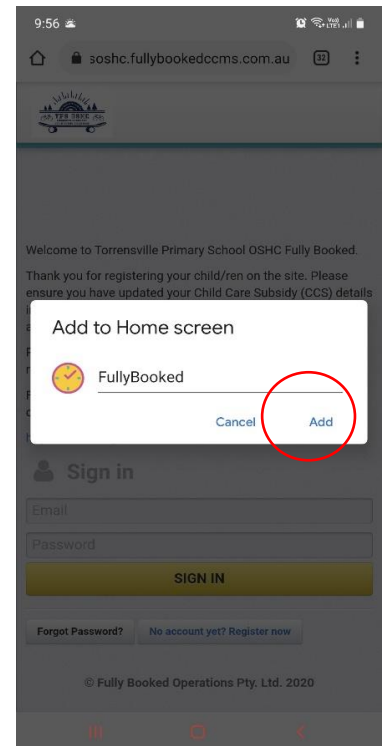 9:56
soshc.fullybookedccms.com.au 32
TPS OSHC
Welcome to Torrensville Primary School OSHC Fully Booked.
Thank you for registering your child/ren on the site. Please
ensure you have updated your Child Care Subsidy (CCS) details
Add to Home screen
FullyBooked
Cancel Add
Sign in
Email
Password
SIGN IN
Forgot Password? No account yet? Register now
© Fully Booked Operations Pty. Ltd. 2020